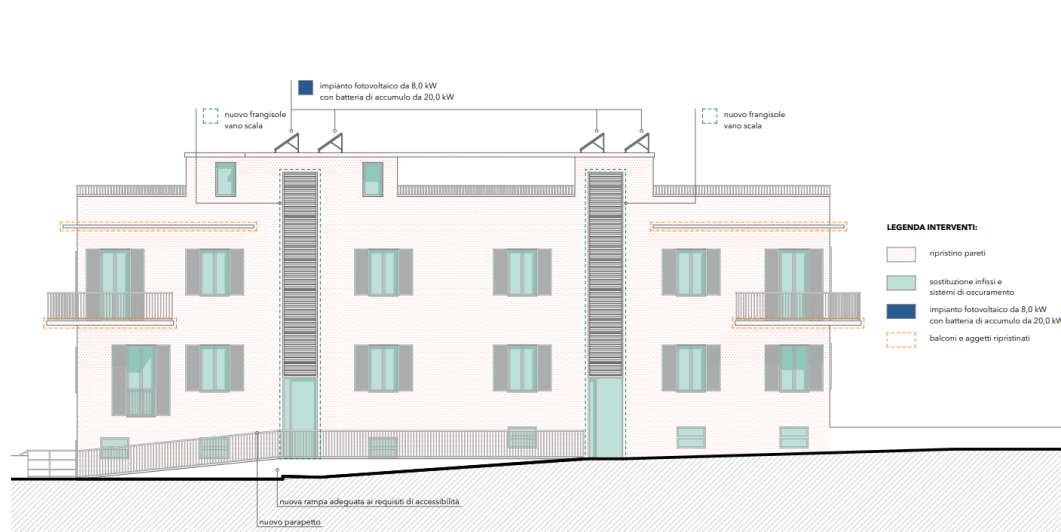 impianto fotovoltaico da 8,0 kW
con batteria di accumulo da 20,0 kW
nuovo frangisole
vano scala
nuovo frangisole
vano scala
LEGENDA INTERVENTI:
ripristino pareti
sostituzione infissi e
sistemi di oscuramento
impianto fotovoltaico da 8,0 kW
con batteria di accumulo da 20,0 kW
balconi e aggetti ripristinati
nuova rampa adeguata ai requisiti di accessibilità
nuovo parapetto